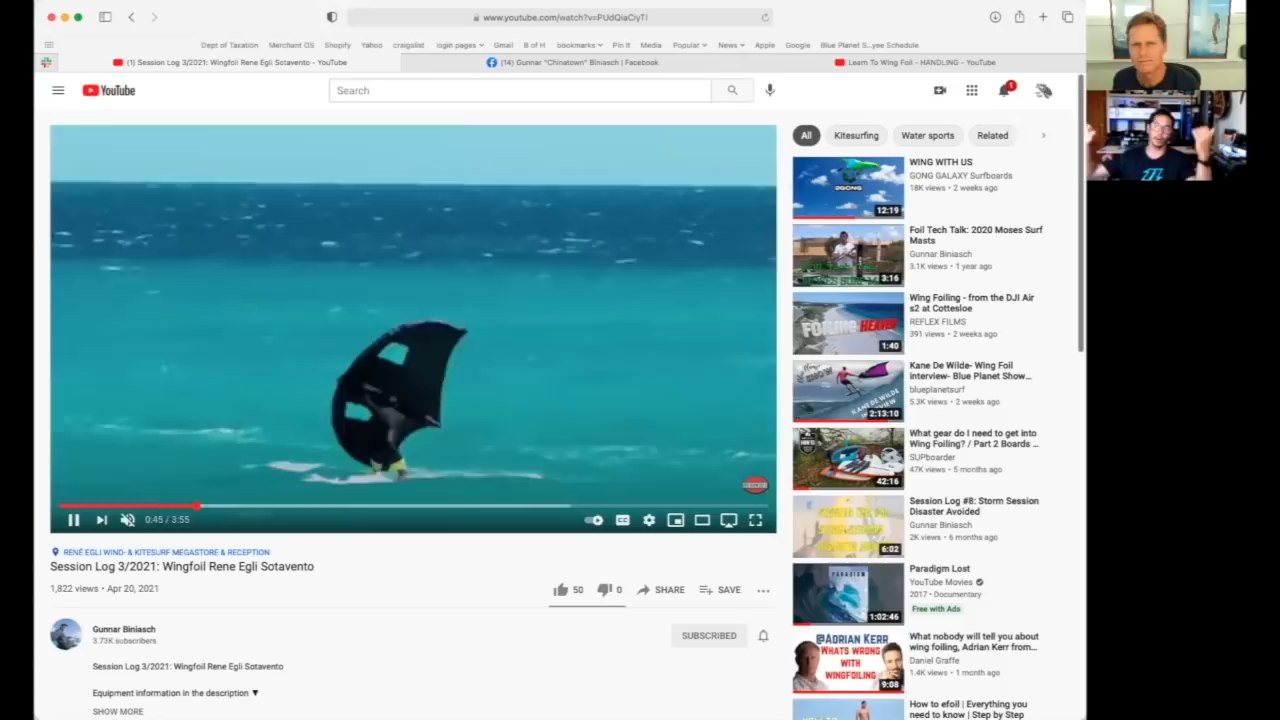 www.youtube.com/watch?v=PUdQiaCiyTI
Dept of Taxation Merchant OS Shopify Yahoo craigslist login pages Gmail B of H bookmarks Pin It Media Popular News Apple Google Blue Planet S...yee Schedule
(1) Session Log 3/2021: Wingfoil Rene Egli Sotavento - YouTube
(14) Gunnar "Chinatown" Biniasch | Facebook
Learn To Wing Foil - HANDLING - YouTube
YouTube
Search
1
All Kitesurfing Water sports Related
WING WITH US
GONG GALAXY Surfboards
18K views • 2 weeks ago
12:19
Foil Tech Talk: 2020 Moses Surf
Masts
Gunnar Biniasch
3.1K views • 1 year ago
3:16
Wing Foiling - from the DJI Air
s2 at Cottesloe
REFLEX FILMS
391 views • 2 weeks ago
1:40
Kane De Wilde- Wing Foil
interview- Blue Planet Show...
blueplanetsurf
5.3K views • 2 weeks ago
KANE DE WILDE
2:13:10
What gear do I need to get into
Wing Foiling? / Part 2 Boards ...
SUPboarder
47K views • 5 months ago
42:16
Session Log #8: Storm Session
Disaster Avoided
Gunnar Biniasch
2K views • 6 months ago
6:02
Paradigm Lost
YouTube Movies
2017 • Documentary
Free with Ads
1:02:46
What nobody will tell you about
wing foiling, Adrian Kerr from...
Daniel Graffe
1.4K views • 1 month ago
@ADRIAN KERR
WHATS WRONG
WITH
WINGFOILING
9:08
How to efoil | Everything you
need to know | Step by Step
0:45 / 3:55
CC
RENÉ EGLI WIND- & KITESURF MEGASTORE & RECEPTION
Session Log 3/2021: Wingfoil Rene Egli Sotavento
1,822 views • Apr 20, 2021
50 0 SHARE SAVE
Gunnar Biniasch
3.73K subscribers
SUBSCRIBED
Session Log 3/2021: Wingfoil Rene Egli Sotavento
Equipment information in the description ▼
SHOW MORE